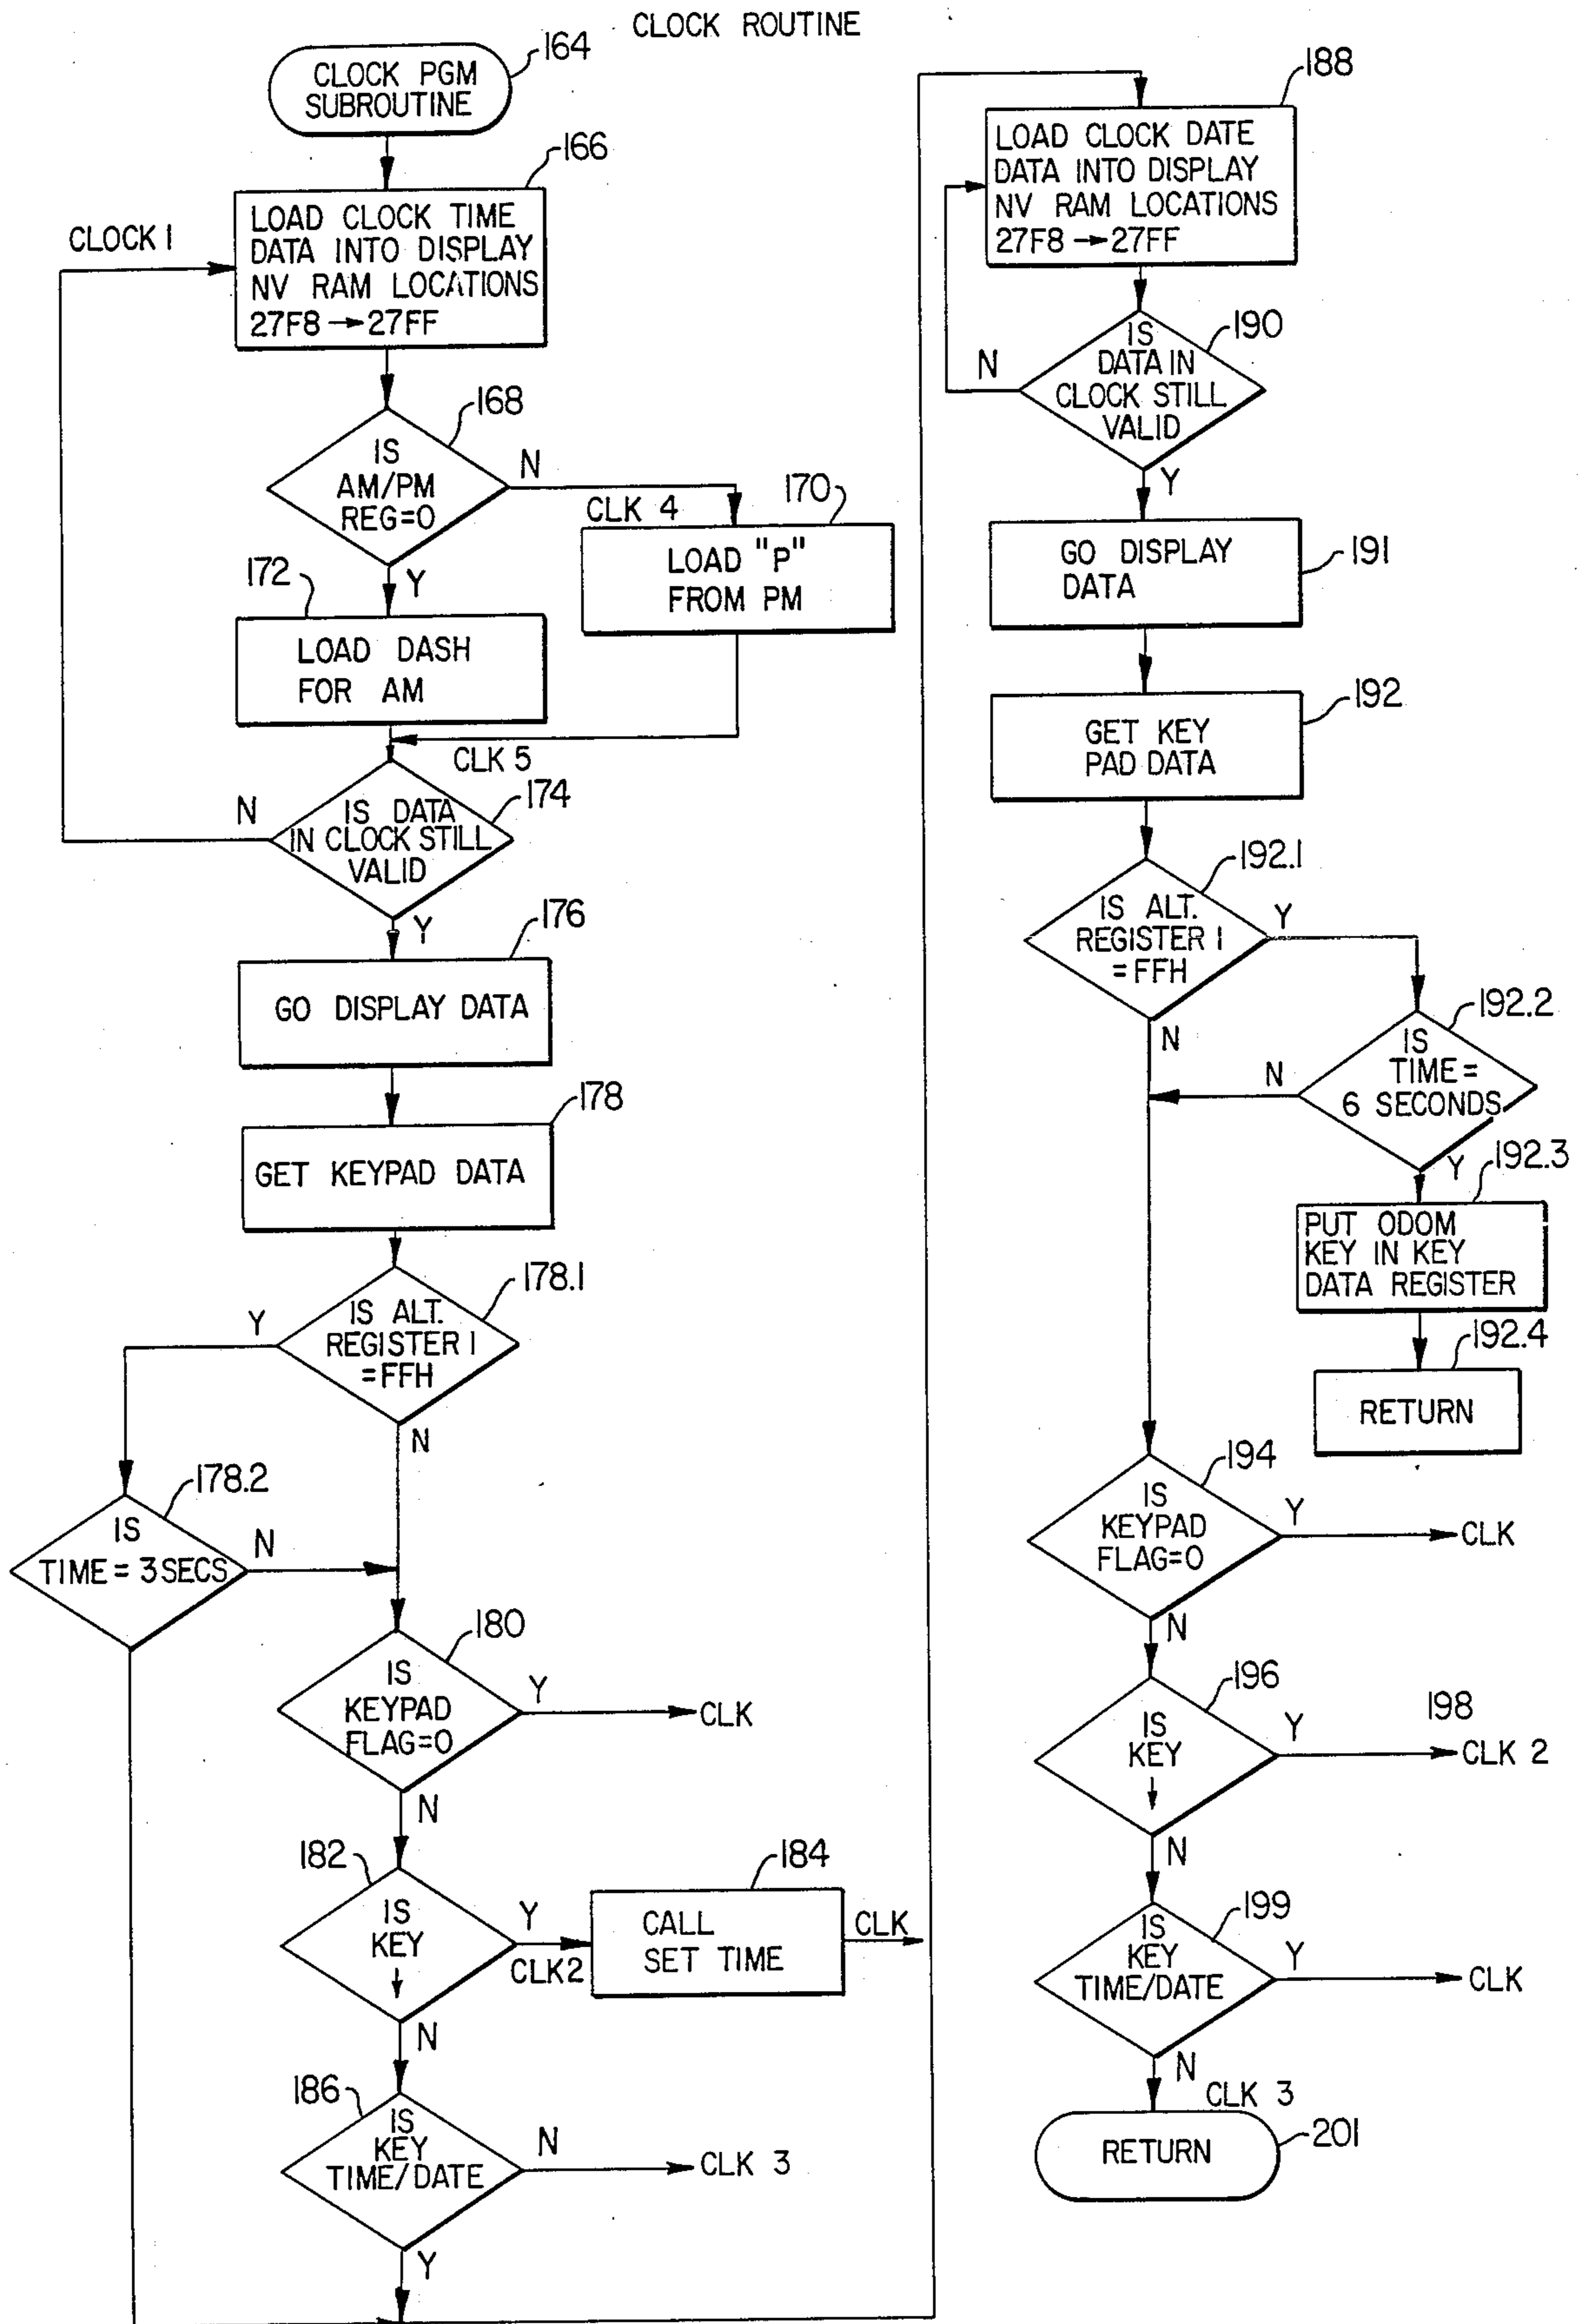 CLOCK ROUTINE
CLOCK PGM
SUBROUTINE
164
166
LOAD CLOCK TIME
DATA INTO DISPLAY
NV RAM LOCATIONS
27F8 → 27FF
CLOCK 1
168
IS
AM/PM
REG=0
N
CLK 4
170
LOAD "P"
FROM PM
Y
172
LOAD DASH
FOR AM
CLK 5
174
IS DATA
IN CLOCK STILL
VALID
N
Y
176
GO DISPLAY DATA
178
GET KEYPAD DATA
178.1
IS ALT.
REGISTER 1
=FFH
Y
N
178.2
IS
TIME = 3 SECS
N
180
IS
KEYPAD
FLAG=0
Y
CLK
N
182
IS
KEY
↓
Y
CLK2
184
CALL
SET TIME
CLK
N
186
IS
KEY
TIME/DATE
N
CLK 3
Y
188
LOAD CLOCK DATE
DATA INTO DISPLAY
NV RAM LOCATIONS
27F8 → 27FF
190
IS
DATA IN
CLOCK STILL
VALID
N
Y
191
GO DISPLAY
DATA
192
GET KEY
PAD DATA
192.1
IS ALT.
REGISTER 1
=FFH
Y
N
192.2
IS
TIME =
6 SECONDS
N
Y
192.3
PUT ODOM
KEY IN KEY
DATA REGISTER
192.4
RETURN
194
IS
KEYPAD
FLAG=0
Y
CLK
N
196
IS
KEY
↓
Y
198
CLK 2
N
199
IS
KEY
TIME/DATE
Y
CLK
N
CLK 3
RETURN
201